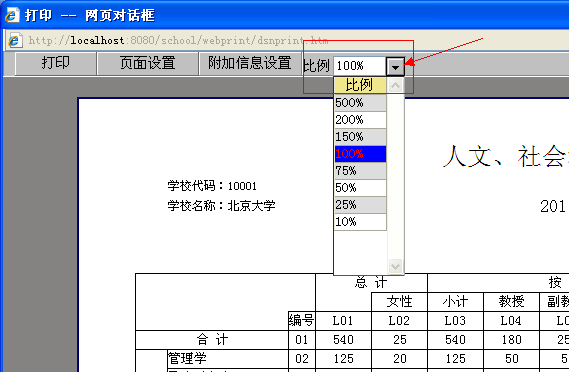 打印 -- 网页对话框
http://localhost:8080/school/webprint/dsnprint.htm
打印 页面设置 附加信息设置 比例 100%
比例
500%
200%
150%
100%
75%
50%
25%
10%
人文、社会
学校代码：10001
学校名称：北京大学
201
总 计 按
女性 小计 教授 副教
编号 L01 L02 L03 L04 L0
合 计 01 540 25 540 180 25
管理学 02 125 20 125 50 5